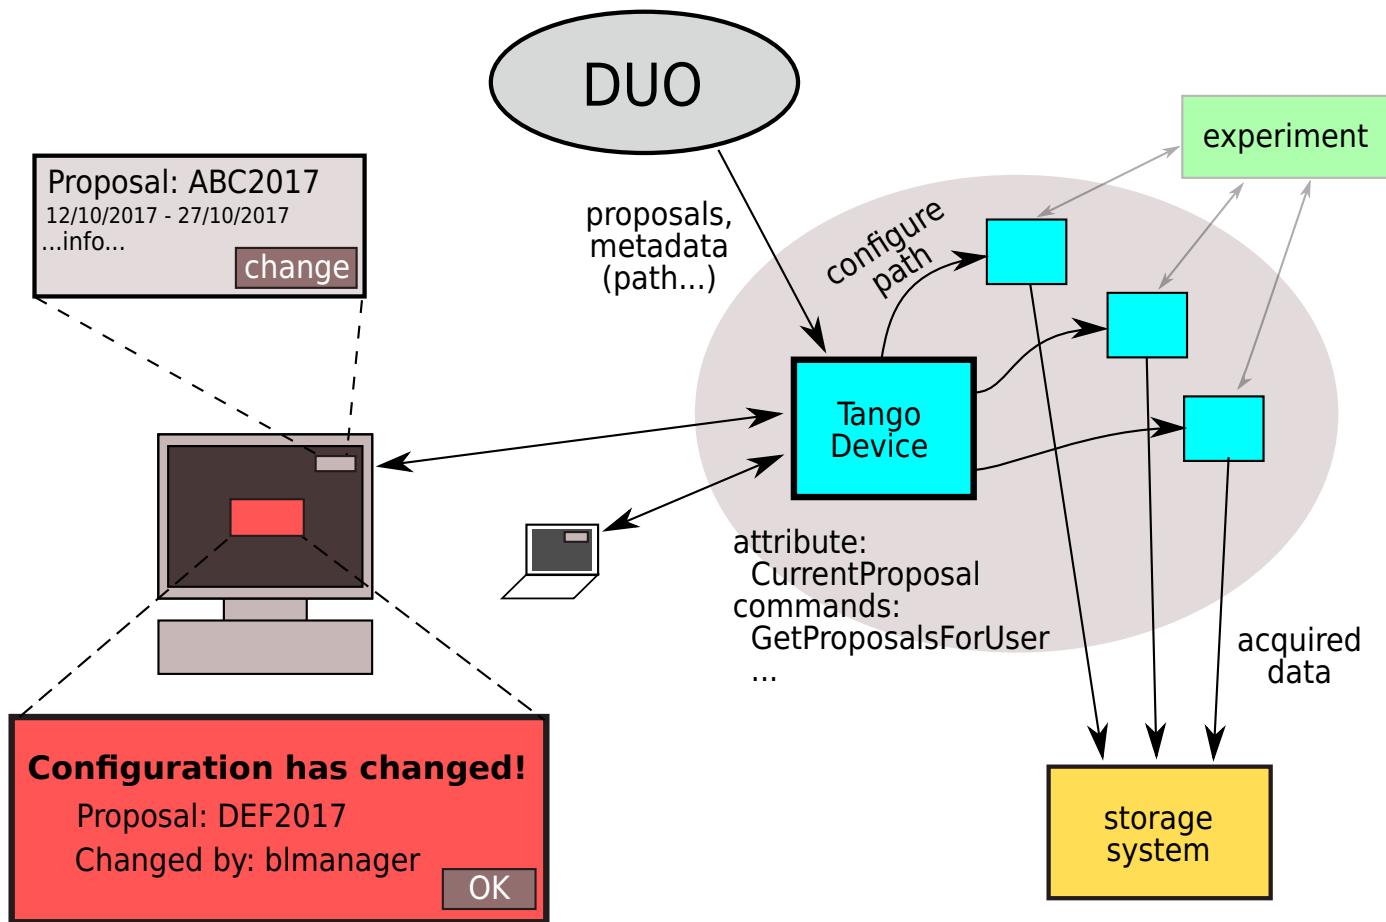 DUO
experiment
Proposal: ABC2017
12/10/2017 - 27/10/2017
...info...
change
proposals,
metadata
(path...)
configure
path
Tango
Device
attribute:
CurrentProposal
commands:
GetProposalsForUser
...
acquired
data
Configuration has changed!
Proposal: DEF2017
Changed by: blmanager
OK
storage
system